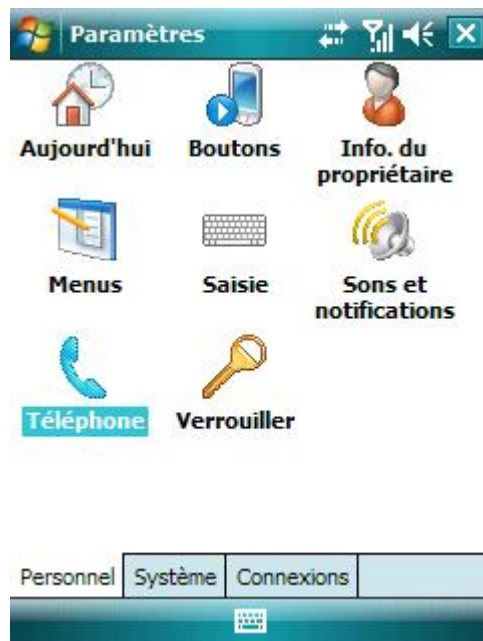 Paramètres
Aujourd'hui Boutons Info. du
propriétaire
Menus Saisie Sons et
notifications
Téléphone Verrouiller
Personnel Système Connexions